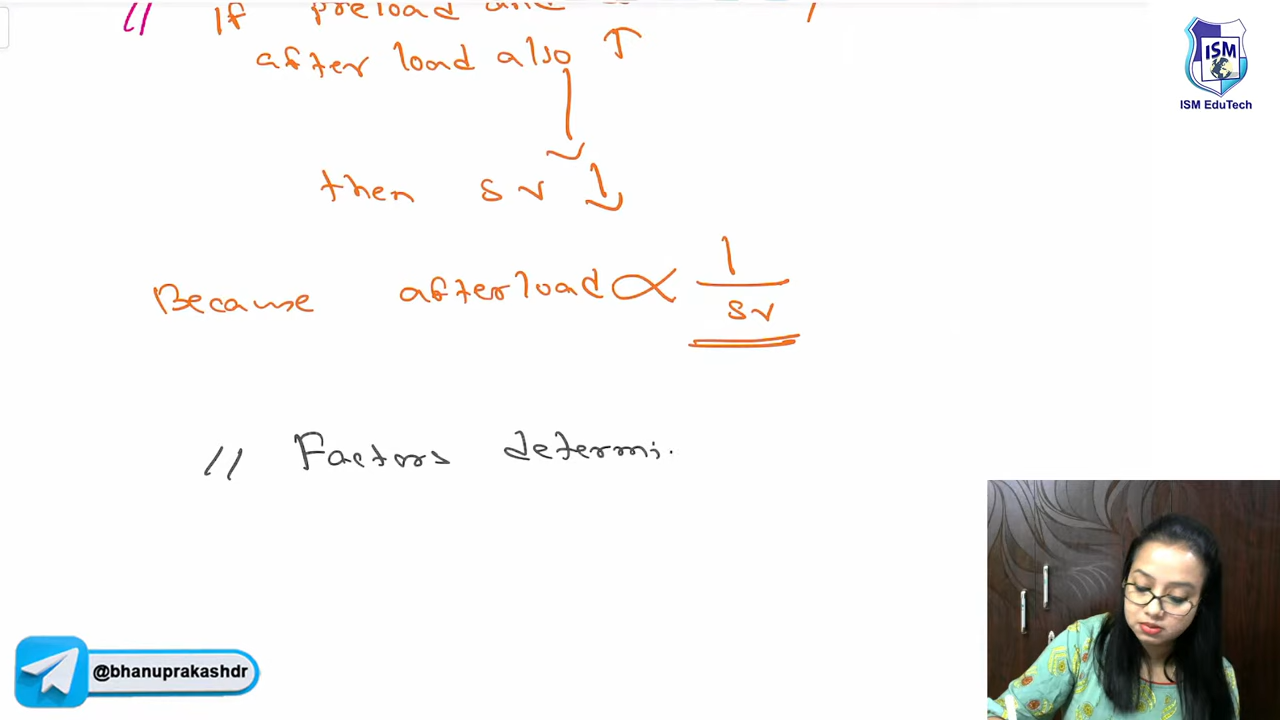 // If preload and
after load also ↑
↓
then sv ↓
Because afterload ∝ 1/sv
// Factors determi.
ISM
ISM EduTech
@bhanuprakashdr